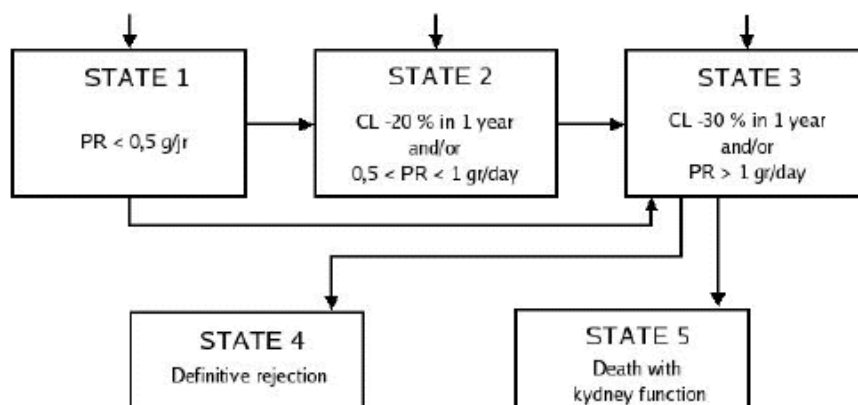 STATE 1
PR < 0,5 g/jr
STATE 2
CL -20 % in 1 year
and/or
0,5 < PR < 1 gr/day
STATE 3
CL -30 % in 1 year
and/or
PR > 1 gr/day
STATE 4
Definitive rejection
STATE 5
Death with
kydney function